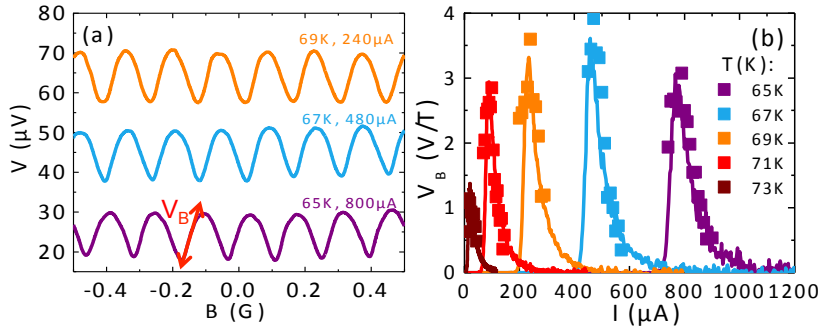 (a)
69K, 240µA
67K, 480µA
65K, 800µA
V_B
V (µV)
70
60
50
40
30
20
-0.4
-0.2
0.0
0.2
0.4
B (G)
(b)
T(K):
65K
67K
69K
71K
73K
V_B (V/T)
4
3
2
1
0
0
200
400
600
800
1000
1200
I (µA)